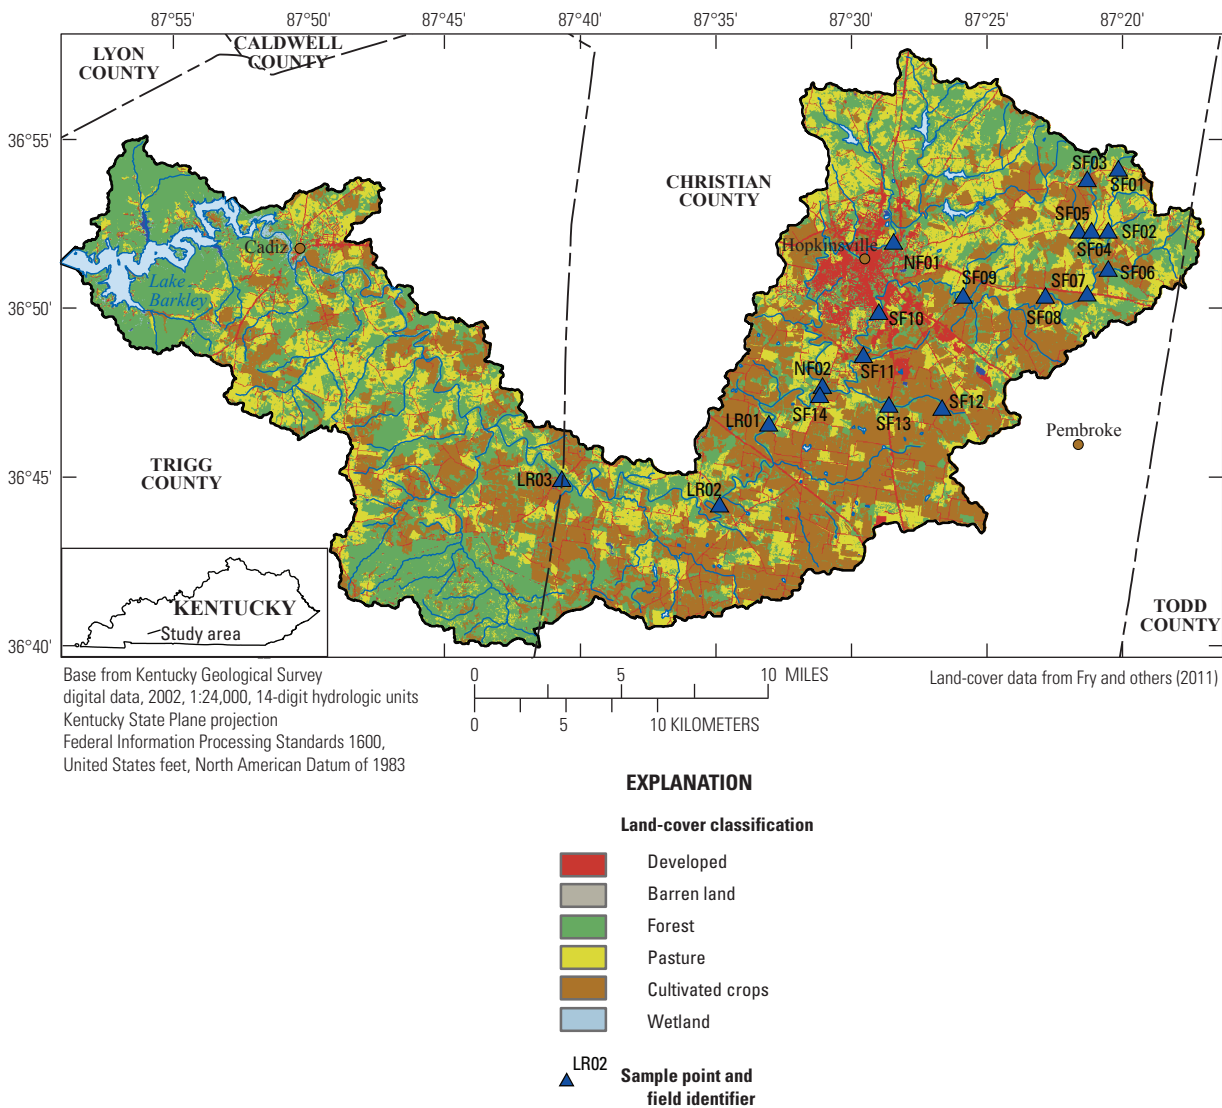 87°55'
87°50'
87°45'
87°40'
87°35'
87°30'
87°25'
87°20'
LYON
COUNTY
CALDWELL
COUNTY
36°55'
CHRISTIAN
COUNTY
SF03
SF01
SF05
SF02
SF04
Cadiz
Hopkinsville
NF01
SF06
SF09
SF07
Lake
Barkley
36°50'
SF08
SF10
SF11
NF02
SF12
SF14
SF13
LR01
Pembroke
TRIGG
COUNTY
36°45'
LR03
LR02
KENTUCKY
Study area
TODD
COUNTY
36°40'
Base from Kentucky Geological Survey
digital data, 2002, 1:24,000, 14-digit hydrologic units
Kentucky State Plane projection
Federal Information Processing Standards 1600,
United States feet, North American Datum of 1983
0 5 10 MILES
0 5 10 KILOMETERS
Land-cover data from Fry and others (2011)
EXPLANATION
Land-cover classification
Developed
Barren land
Forest
Pasture
Cultivated crops
Wetland
LR02
Sample point and
field identifier